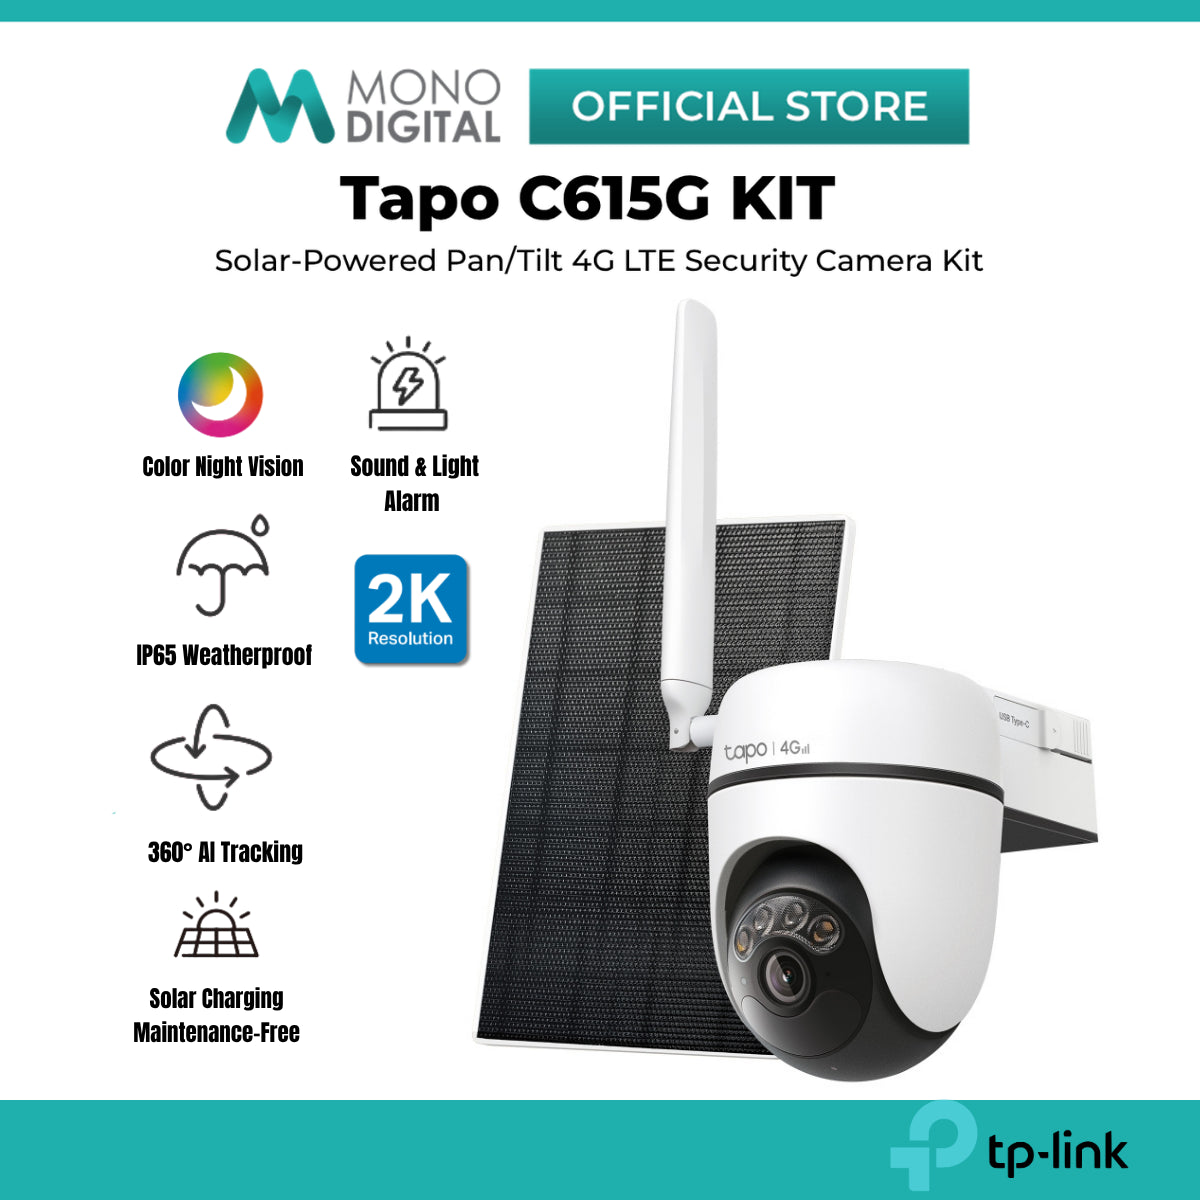 MONO
DIGITAL
OFFICIAL STORE
Tapo C615G KIT
Solar-Powered Pan/Tilt 4G LTE Security Camera Kit
Color Night Vision
Sound & Light
Alarm
IP65 Weatherproof
2K
Resolution
360° AI Tracking
Solar Charging
Maintenance-Free
tapo | 4G
USB Type-C
tp-link